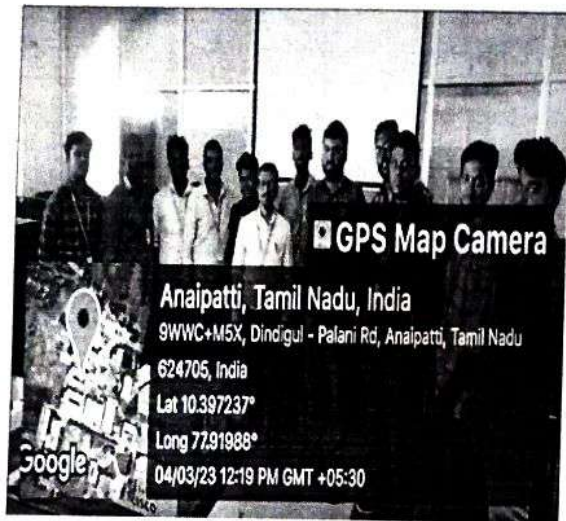 GPS Map Camera
Anaipatti, Tamil Nadu, India
9WWC+M5X, Dindigul - Palani Rd, Anaipatti, Tamil Nadu
624705, India
Lat 10.397237°
Long 77.91988°
04/03/23 12:19 PM GMT +05:30
Google